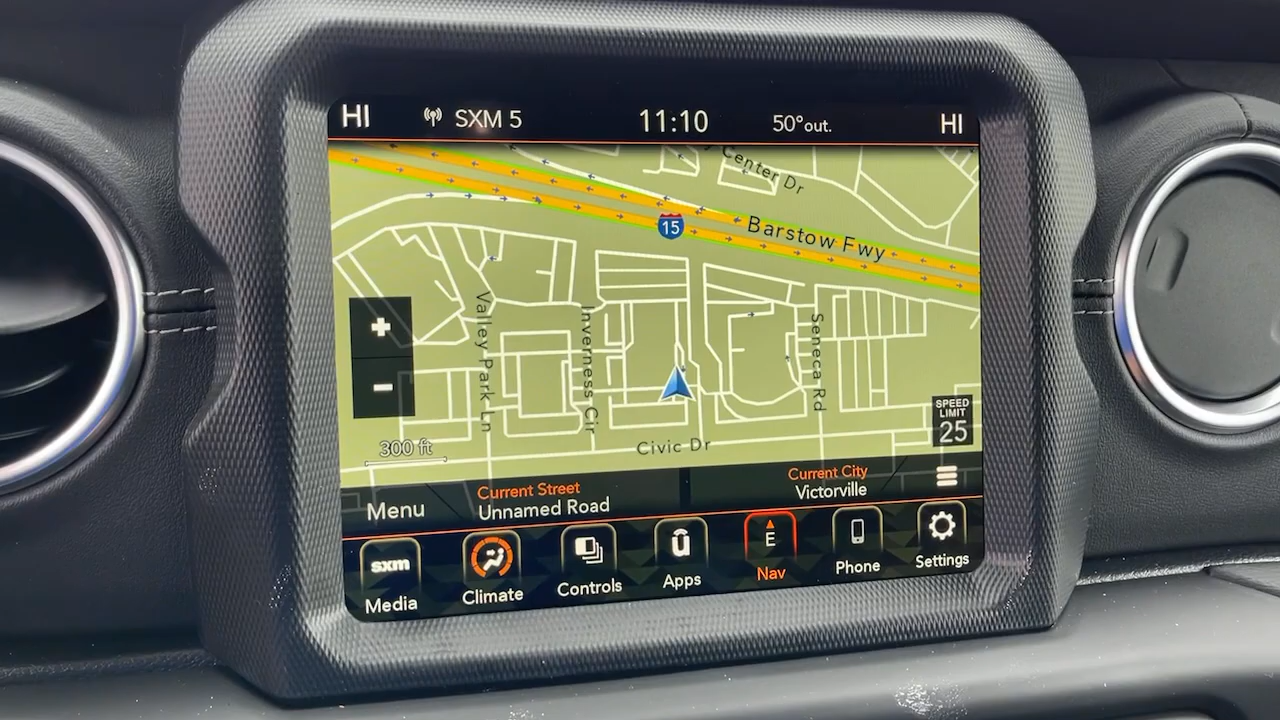 HI SXM 5 11:10 50°out. HI
y Center Dr
15
Barstow Fwy
Valley Park Ln
Inverness Cir
Seneca Rd
+
-
SPEED
LIMIT
25
300 ft
Civic Dr
Menu
Current Street
Unnamed Road
Current City
Victorville
sxm
Media
Climate
Controls
û
Apps
E
Nav
Phone
Settings